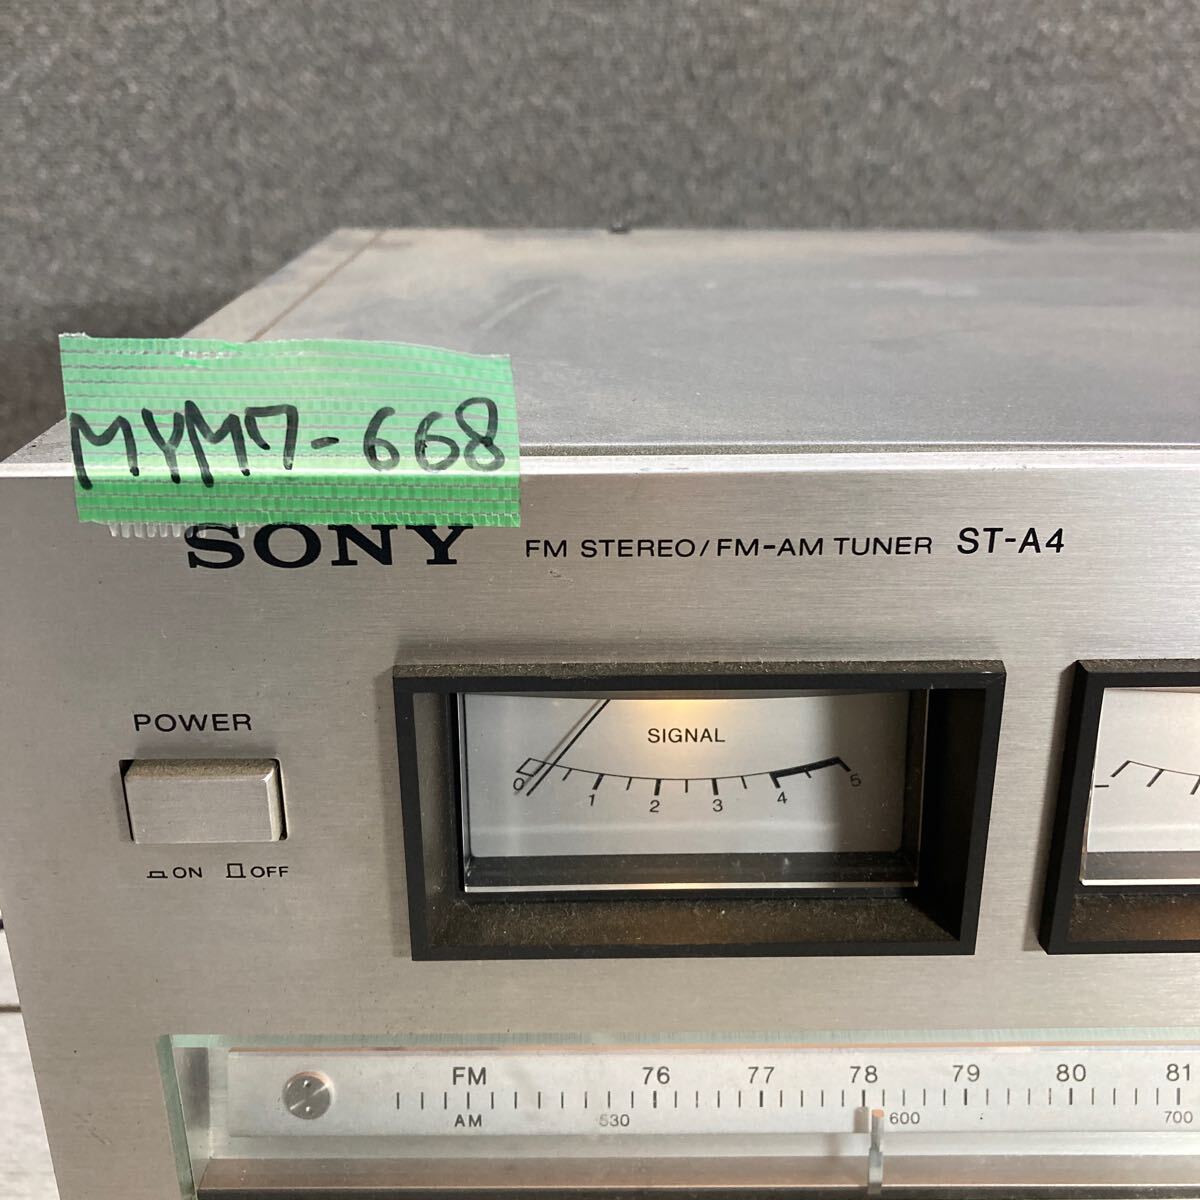 MYM7-668
SONY FM STEREO/FM-AM TUNER ST-A4
POWER
ON OFF
SIGNAL
0 1 2 3 4 5
FM 76 77 78 79 80 81
AM 530 600 700